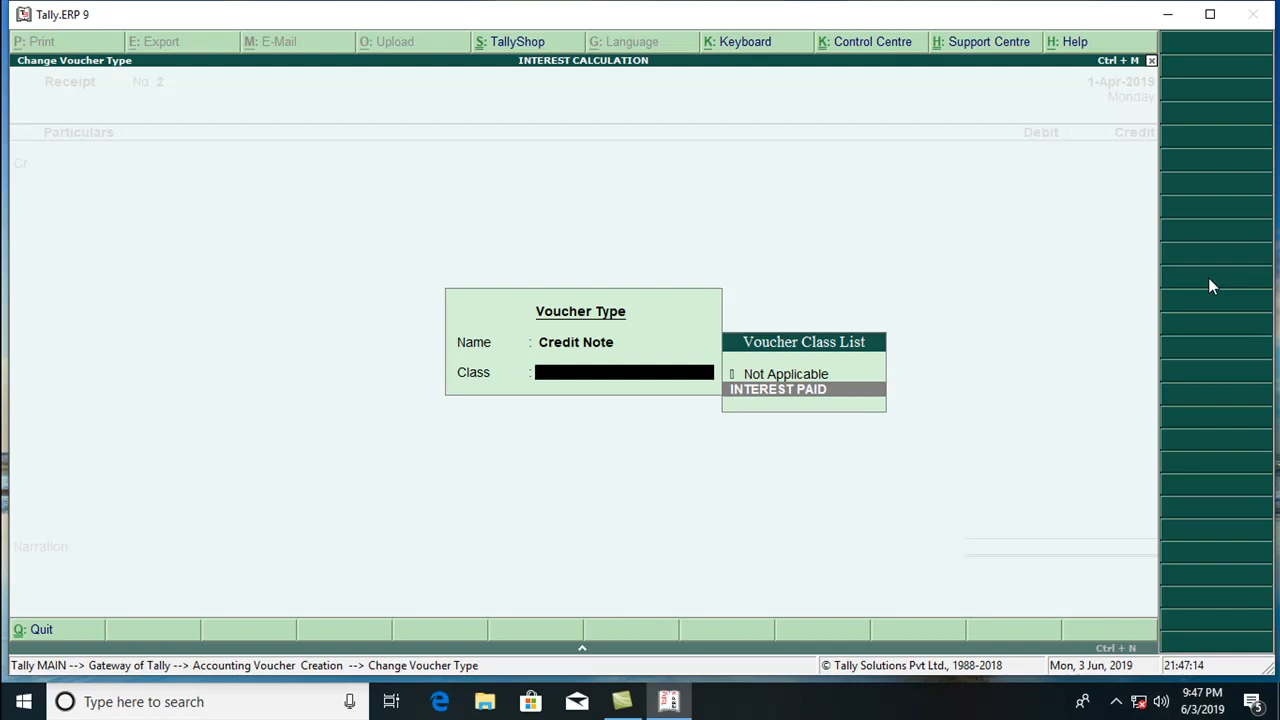 Tally.ERP 9
P: Print E: Export M: E-Mail O: Upload S: TallyShop G: Language K: Keyboard K: Control Centre H: Support Centre H: Help
Change Voucher Type INTEREST CALCULATION Ctrl + M
Receipt No. 2 1-Apr-2019
Monday
Particulars Debit Credit
Cr
Voucher Type
Name : Credit Note
Class :
Voucher Class List
Not Applicable
INTEREST PAID
Narration
Q: Quit
Ctrl + N
Tally MAIN --> Gateway of Tally --> Accounting Voucher Creation --> Change Voucher Type © Tally Solutions Pvt Ltd., 1988-2018 Mon, 3 Jun, 2019 21:47:14
Type here to search
9:47 PM
6/3/2019
5